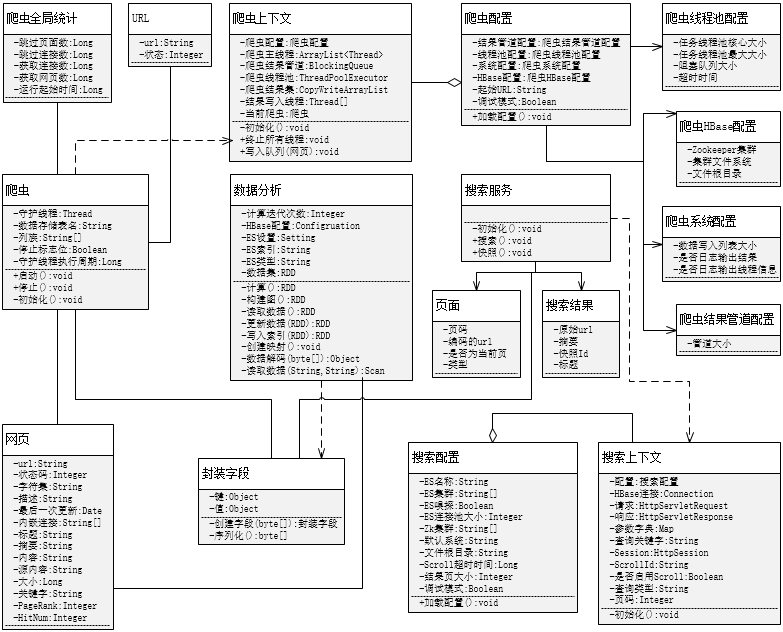 爬虫全局统计
-跳过页面数:Long
-跳过连接数:Long
-获取连接数:Long
-获取网页数:Long
-运行起始时间:Long
URL
-url:String
-状态:Integer
爬虫上下文
-爬虫配置:爬虫配置
-爬虫主线程:ArrayList<Thread>
-爬虫结果管道:BlockingQueue
-爬虫线程池:ThreadPoolExecutor
-爬虫结果集:CopyWriteArrayList
-结果写入线程:Thread[]
-当前爬虫:爬虫
-初始化():void
+终止所有线程:void
+写入队列(网页):void
爬虫配置
-结果管道配置:爬虫结果管道配置
-线程池配置:爬虫线程池配置
-系统配置:爬虫系统配置
-HBase配置:爬虫HBase配置
-起始URL:String
-调试模式:Boolean
+加载配置():void
爬虫线程池配置
-任务线程池核心大小
-任务线程池最大大小
-阻塞队列大小
-超时时间
爬虫HBase配置
-Zookeeper集群
-集群文件系统
-文件根目录
爬虫系统配置
-数据写入列表大小
-是否日志输出结果
-是否日志输出线程信息
爬虫结果管道配置
-管道大小
爬虫
-守护线程:Thread
-数据存储表名:String
-列族:String[]
-停止标志位:Boolean
-守护线程执行周期:Long
+启动():void
+停止():void
-初始化():void
数据分析
-计算迭代次数:Integer
-HBase配置:Configruation
-ES设置:Setting
-ES索引:String
-ES类型:String
-数据集:RDD
-计算():RDD
-构建图():RDD
-读取数据():RDD
-更新数据(RDD):RDD
-写入索引(RDD):RDD
-创建映射():void
-数据解码(byte[]):Object
-读取数据(String,String):Scan
搜索服务
-初始化():void
+搜索():void
+快照():void
页面
-页码
-编码的url
-是否为当前页
-类型
搜索结果
-原始url
-摘要
-快照Id
-标题
网页
-url:String
-状态码:Integer
-字符集:String
-描述:String
-最后一次更新:Date
-内嵌连接:String[]
-标题:String
-摘要:String
-内容:String
-源内容:String
-大小:Long
-关键字:String
-PageRank:Integer
-HitNum:Integer
封装字段
-键:Object
-值:Object
-创建字段(byte[]):封装字段
-序列化():byte[]
搜索配置
-ES名称:String
-ES集群:String[]
-ES嗅探:Boolean
-ES连接池大小:Integer
-Zk集群:String[]
-默认系统:String
-文件根目录:String
-Scroll超时时间:Long
-结果页大小:Integer
-调试模式:Boolean
+加载配置():void
搜索上下文
-配置:搜索配置
-HBase连接:Connection
-请求:HttpServletRequest
-响应:HttpServletResponse
-参数字典:Map
-查询关键字:String
-Session:HttpSession
-ScrollId:String
-是否启用Scroll:Boolean
-查询类型:String
-页码:Integer
-初始化():void